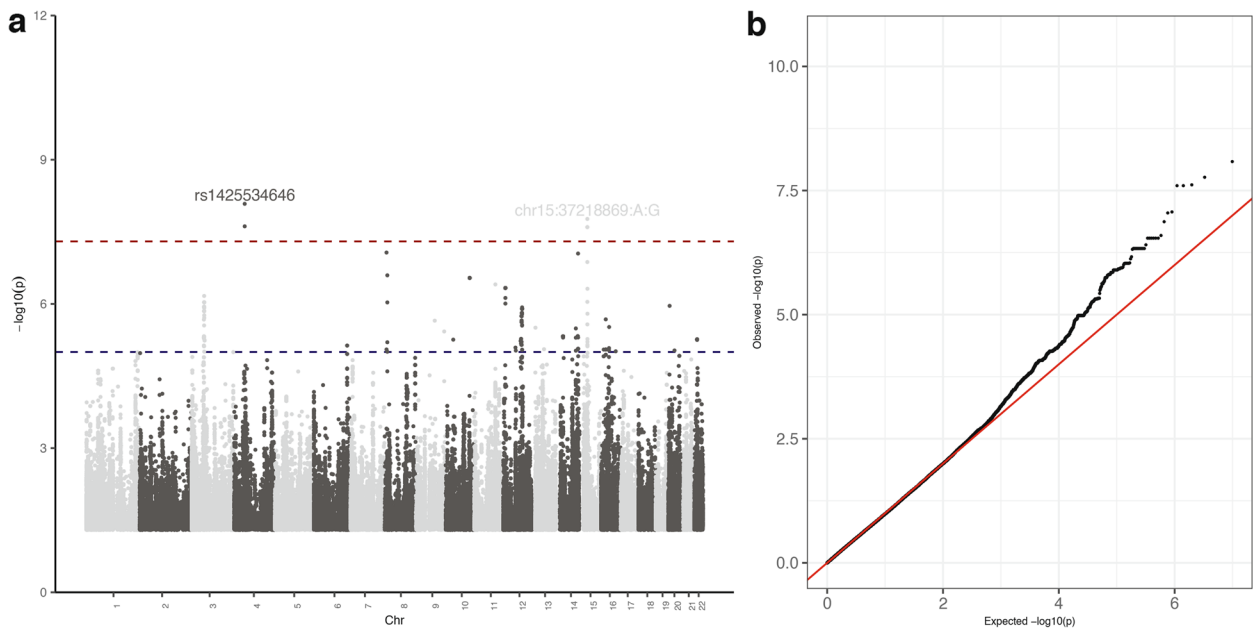 a
12
9
6
3
0
−log10(p)
rs1425534646
chr15:37218869:A:G
1 2 3 4 5 6 7 8 9 10 11 12 13 14 15 16 17 18 19 20 21 22
Chr
b
10.0
7.5
5.0
2.5
0.0
Observed −log10(p)
0 2 4 6
Expected −log10(p)